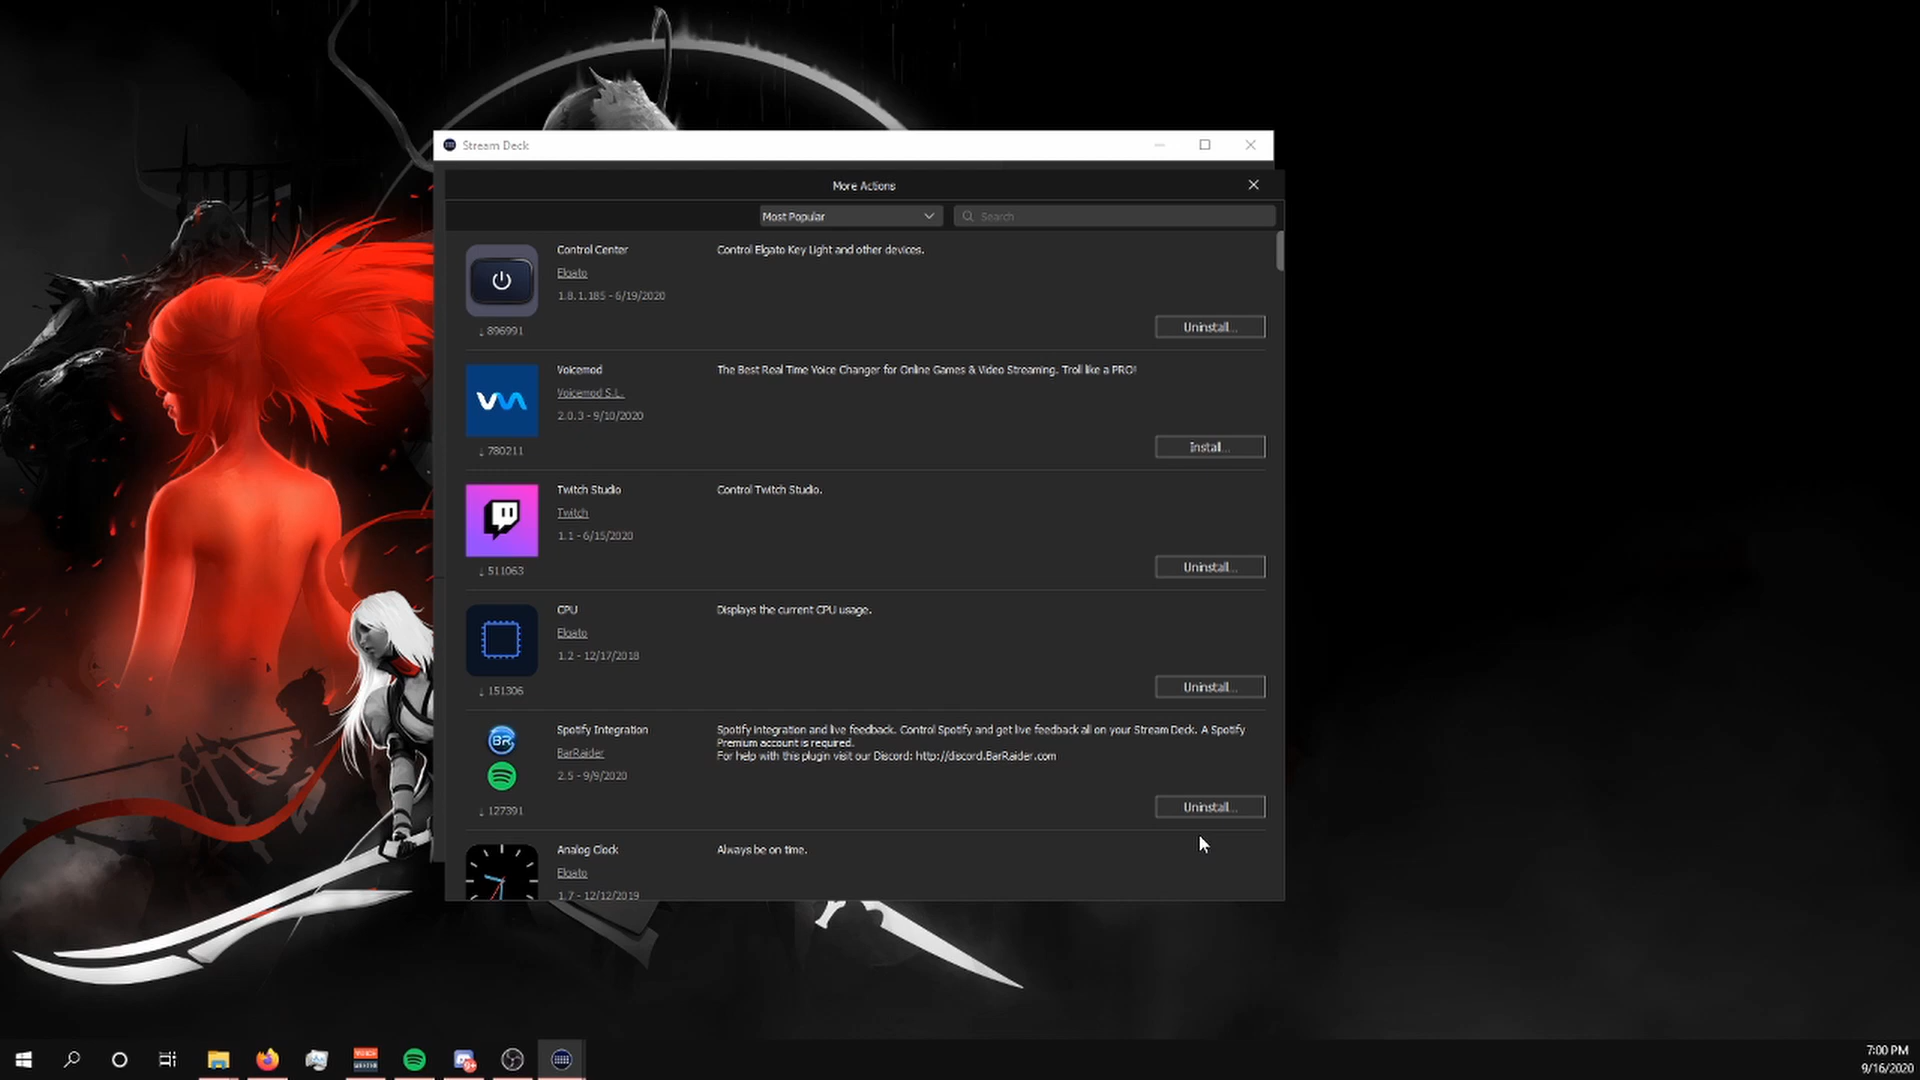 Stream Deck
More Actions
Most Popular
Search
Control Center
Control Elgato Key Light and other devices.
Elgato
1.8.1.185 - 6/19/2020
↓ 896991
Uninstall...
Voicemod
The Best Real Time Voice Changer for Online Games & Video Streaming. Troll like a PRO!
Voicemod S.L.
2.0.3 - 9/10/2020
↓ 780211
Install...
Twitch Studio
Control Twitch Studio.
Twitch
1.1 - 6/15/2020
↓ 511063
Uninstall...
CPU
Displays the current CPU usage.
Elgato
1.2 - 12/17/2018
↓ 151306
Uninstall...
Spotify Integration
Spotify integration and live feedback. Control Spotify and get live feedback all on your Stream Deck. A Spotify
Premium account is required.
For help with this plugin visit our Discord: http://discord.BarRaider.com
BR
BarRaider
2.5 - 9/9/2020
↓ 127391
Uninstall...
Analog Clock
Always be on time.
Elgato
1.7 - 12/12/2019
9+
7:00 PM
9/16/2020